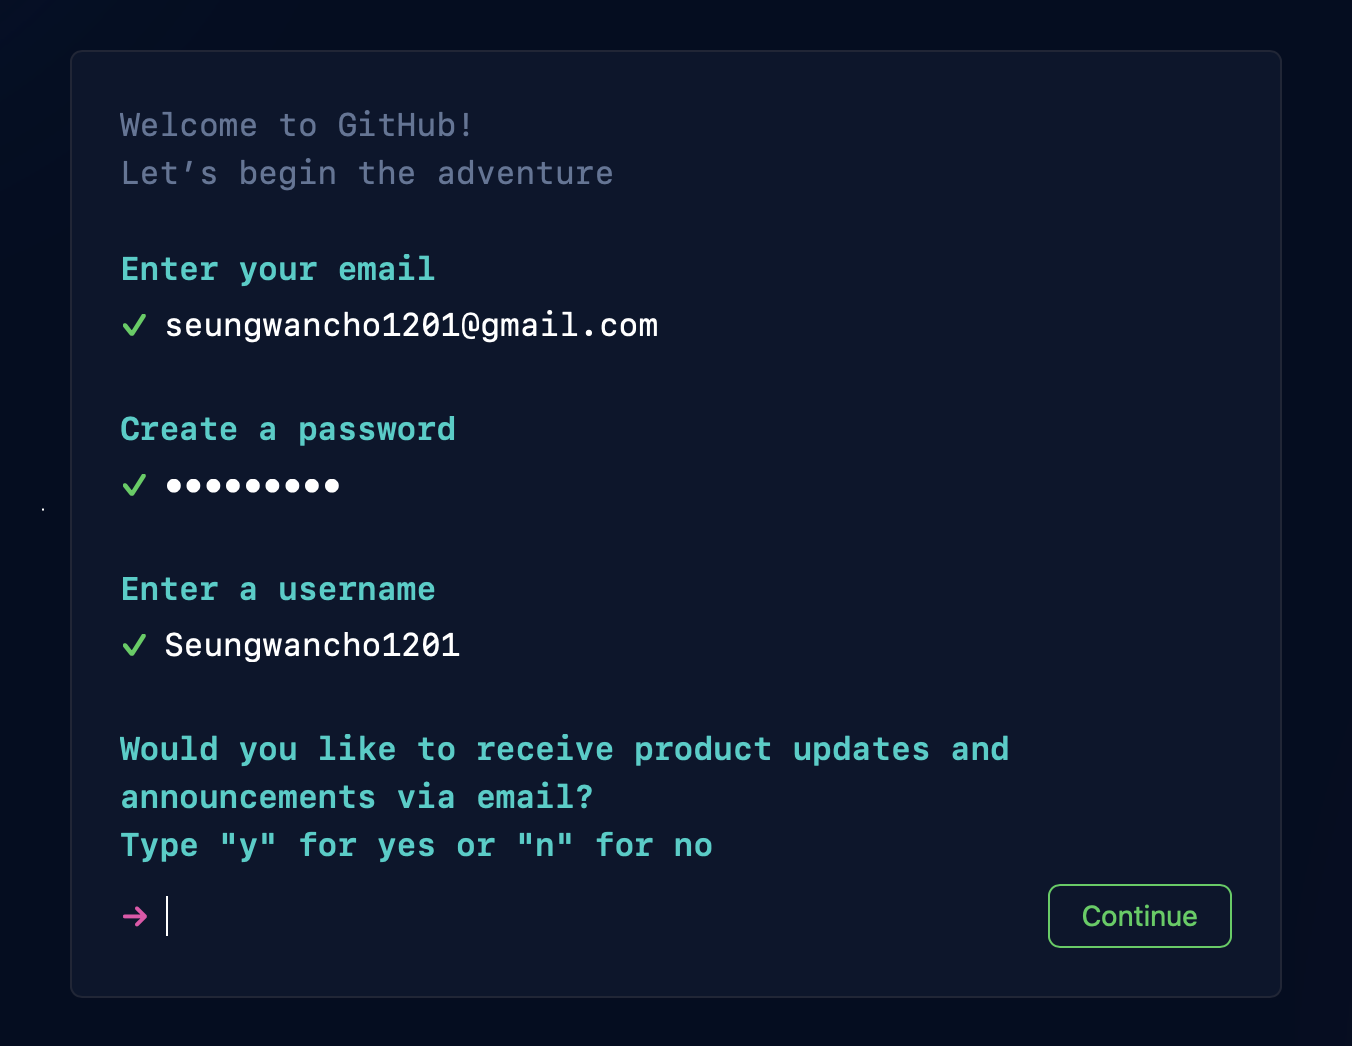 Welcome to GitHub!
Let’s begin the adventure
Enter your email
✓ seungwancho1201@gmail.com
Create a password
✓ •••••••••
Enter a username
✓ Seungwancho1201
Would you like to receive product updates and
announcements via email?
Type "y" for yes or "n" for no
→
Continue